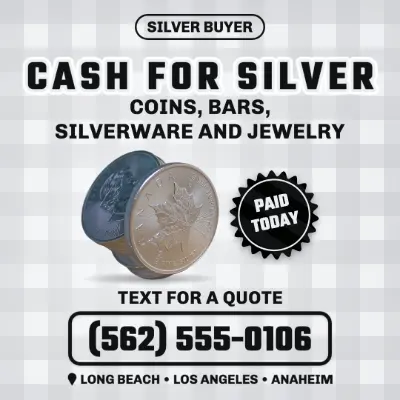 SILVER BUYER
CASH FOR SILVER
COINS, BARS,
SILVERWARE AND JEWELRY
PAID
TODAY
TEXT FOR A QUOTE
(562) 555-0106
LONG BEACH • LOS ANGELES • ANAHEIM